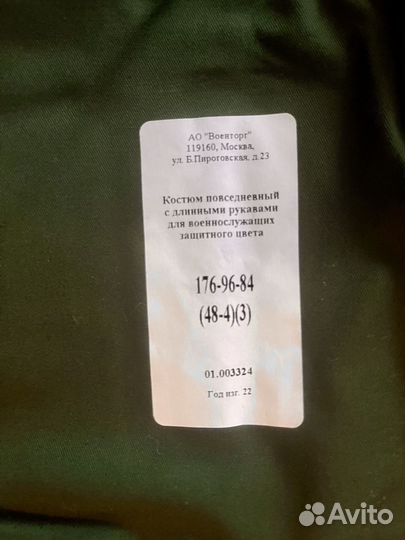 АО "Военторг"
119160, Москва,
ул. Б.Пироговская, д.23
Костюм повседневный
с длинными рукавами
для военнослужащих
защитного цвета
176-96-84
(48-4)(3)
01.003324
Год изг. 22
Avito